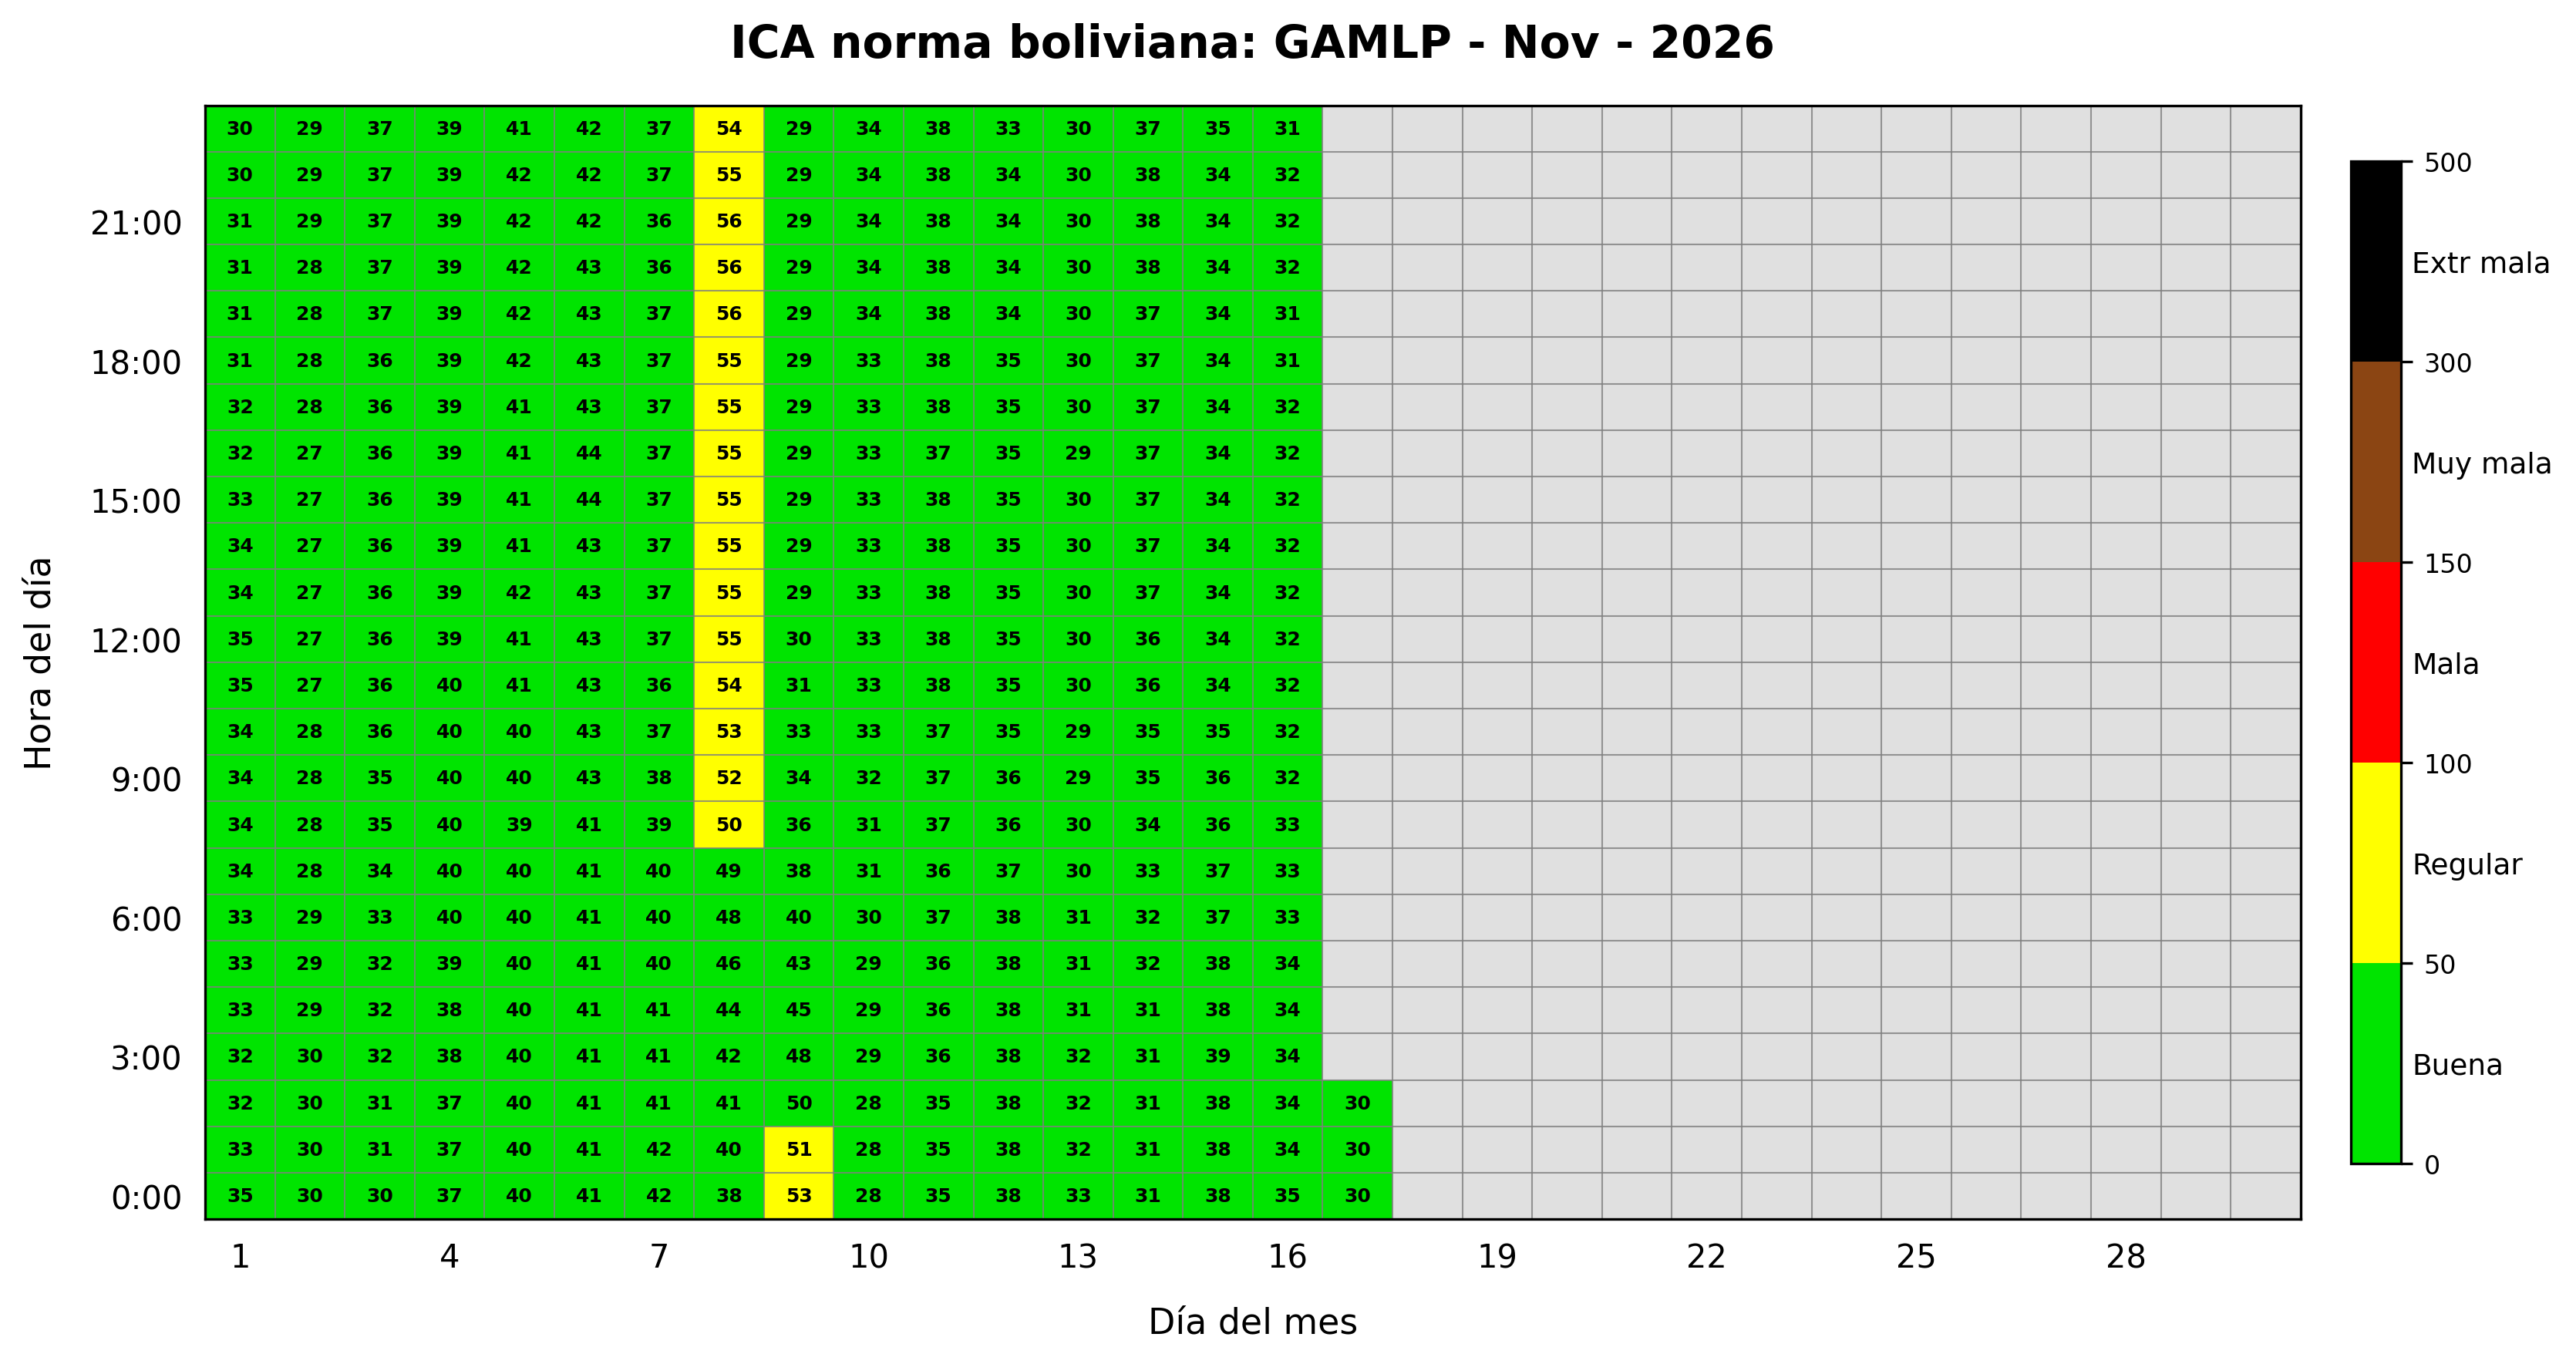 ICA norma boliviana: GAMLP - Nov - 2026
30 29 37 39 41 42 37 54 29 34 38 33 30 37 35 31
30 29 37 39 42 42 37 55 29 34 38 34 30 38 34 32
21:00 31 29 37 39 42 42 36 56 29 34 38 34 30 38 34 32
31 28 37 39 42 43 36 56 29 34 38 34 30 38 34 32
31 28 37 39 42 43 37 56 29 34 38 34 30 37 34 31
18:00 31 28 36 39 42 43 37 55 29 33 38 35 30 37 34 31
32 28 36 39 41 43 37 55 29 33 38 35 30 37 34 32
32 27 36 39 41 44 37 55 29 33 37 35 29 37 34 32
15:00 33 27 36 39 41 44 37 55 29 33 38 35 30 37 34 32
34 27 36 39 41 43 37 55 29 33 38 35 30 37 34 32
34 27 36 39 42 43 37 55 29 33 38 35 30 37 34 32
12:00 35 27 36 39 41 43 37 55 30 33 38 35 30 36 34 32
35 27 36 40 41 43 36 54 31 33 38 35 30 36 34 32
34 28 36 40 40 43 37 53 33 33 37 35 29 35 35 32
9:00 34 28 35 40 40 43 38 52 34 32 37 36 29 35 36 32
34 28 35 40 39 41 39 50 36 31 37 36 30 34 36 33
34 28 34 40 40 41 40 49 38 31 36 37 30 33 37 33
6:00 33 29 33 40 40 41 40 48 40 30 37 38 31 32 37 33
33 29 32 39 40 41 40 46 43 29 36 38 31 32 38 34
33 29 32 38 40 41 41 44 45 29 36 38 31 31 38 34
3:00 32 30 32 38 40 41 41 42 48 29 36 38 32 31 39 34
32 30 31 37 40 41 41 41 50 28 35 38 32 31 38 34 30
33 30 31 37 40 41 42 40 51 28 35 38 32 31 38 34 30
0:00 35 30 30 37 40 41 42 38 53 28 35 38 33 31 38 35 30
1 4 7 10 13 16 19 22 25 28
Día del mes
Hora del día
500
Extr mala
300
Muy mala
150
Mala
100
Regular
50
Buena
0